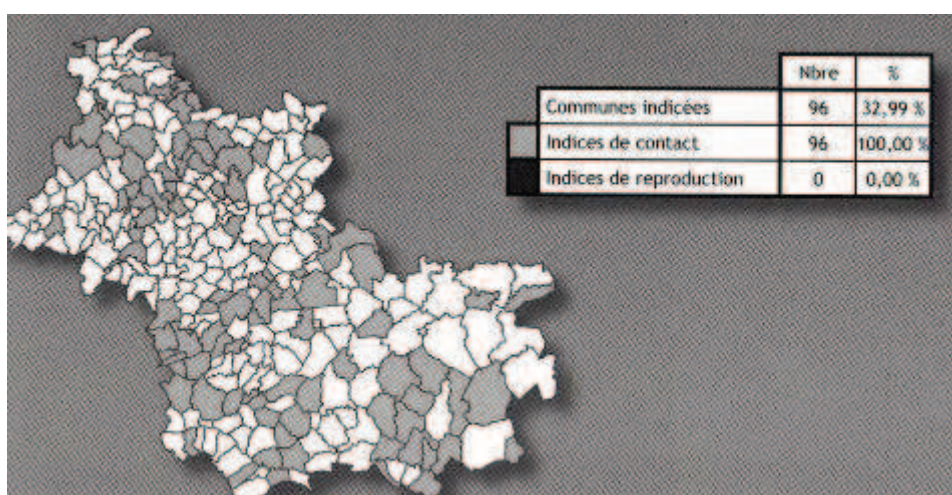 Nbre %
Communes indicées 96 32,99 %
Indices de contact 96 100,00 %
Indices de reproduction 0 0,00 %